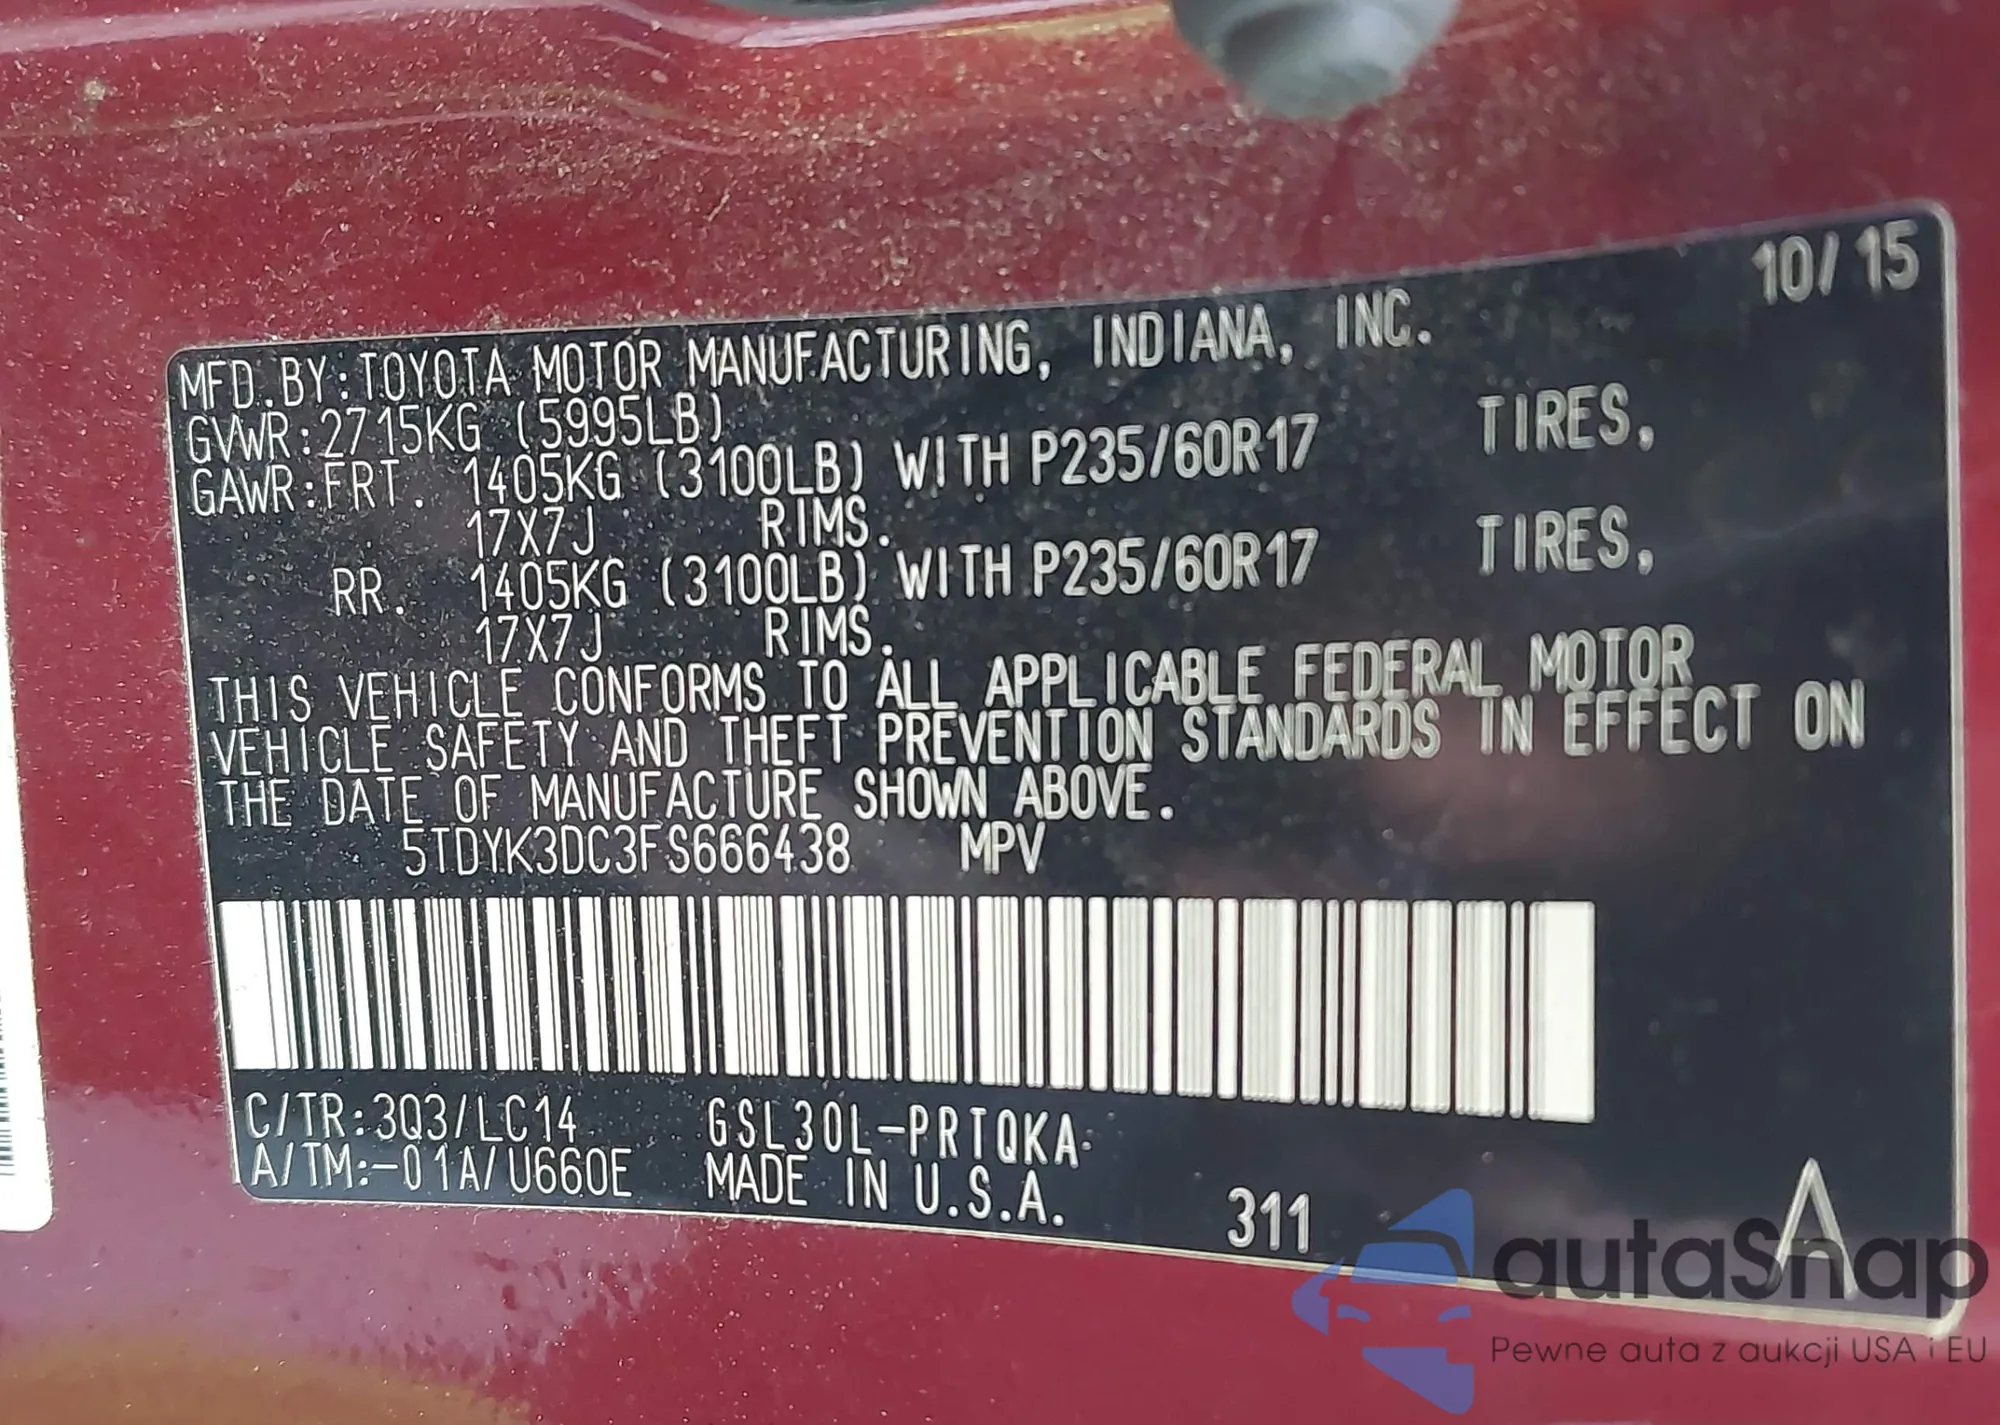 10/15
MFD.BY:TOYOTA MOTOR MANUFACTURING, INDIANA, INC.
GVWR:2715KG (5995LB)
GAWR:FRT. 1405KG (3100LB) WITH P235/60R17 TIRES,
17X7J RIMS.
RR. 1405KG (3100LB) WITH P235/60R17 TIRES,
17X7J RIMS.
THIS VEHICLE CONFORMS TO ALL APPLICABLE FEDERAL MOTOR
VEHICLE SAFETY AND THEFT PREVENTION STANDARDS IN EFFECT ON
THE DATE OF MANUFACTURE SHOWN ABOVE.
5TDYK3DC3FS666438 MPV
C/TR:3Q3/LC14 GSL30L-PRTQKA
A/TM:-01A/U660E MADE IN U.S.A. 311 A
autaSnap
Pewne auta z aukcji USA i EU